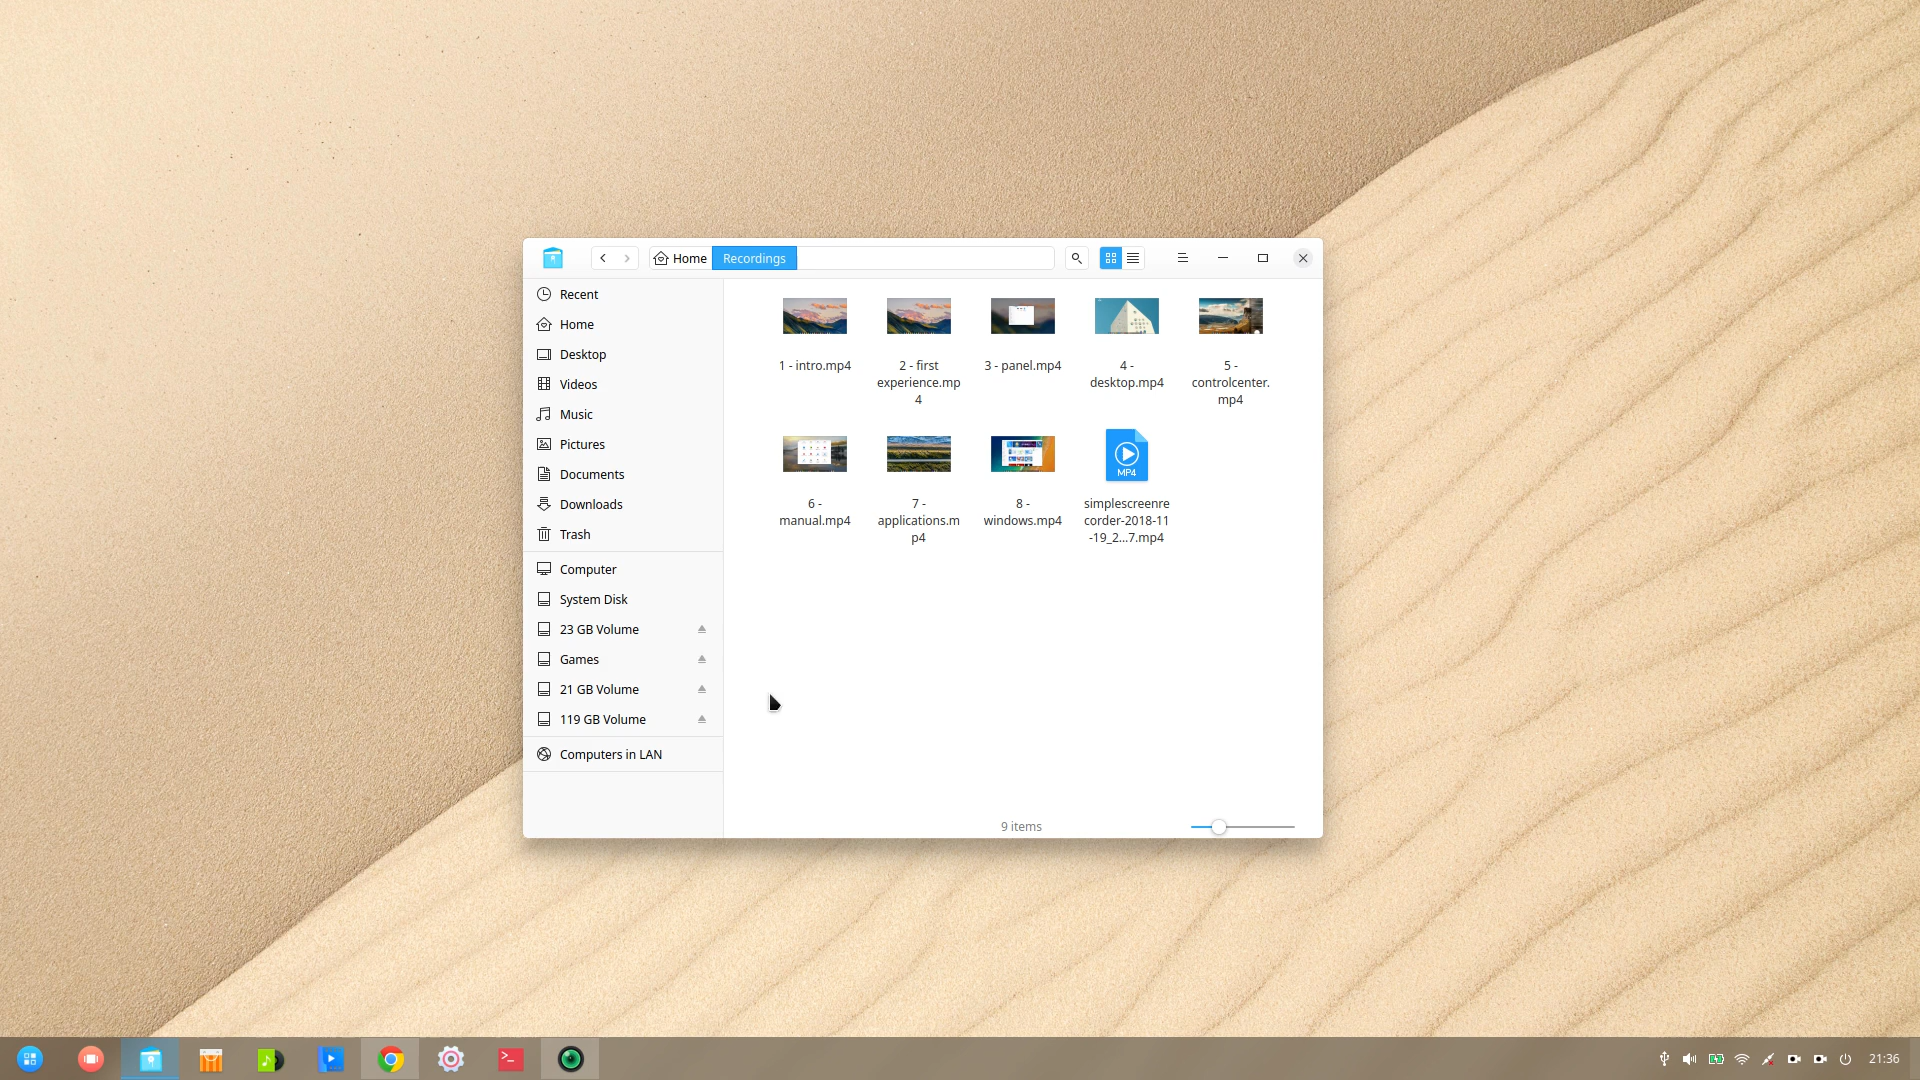 Home
Recordings
Recent
Home
Desktop
Videos
Music
Pictures
Documents
Downloads
Trash
Computer
System Disk
23 GB Volume
Games
21 GB Volume
119 GB Volume
Computers in LAN
1 - intro.mp4
2 - first
experience.mp
4
3 - panel.mp4
4 -
desktop.mp4
5 -
controlcenter.
mp4
6 -
manual.mp4
7 -
applications.m
p4
8 -
windows.mp4
MP4
simplescreenre
corder-2018-11
-19_2...7.mp4
9 items
21:36